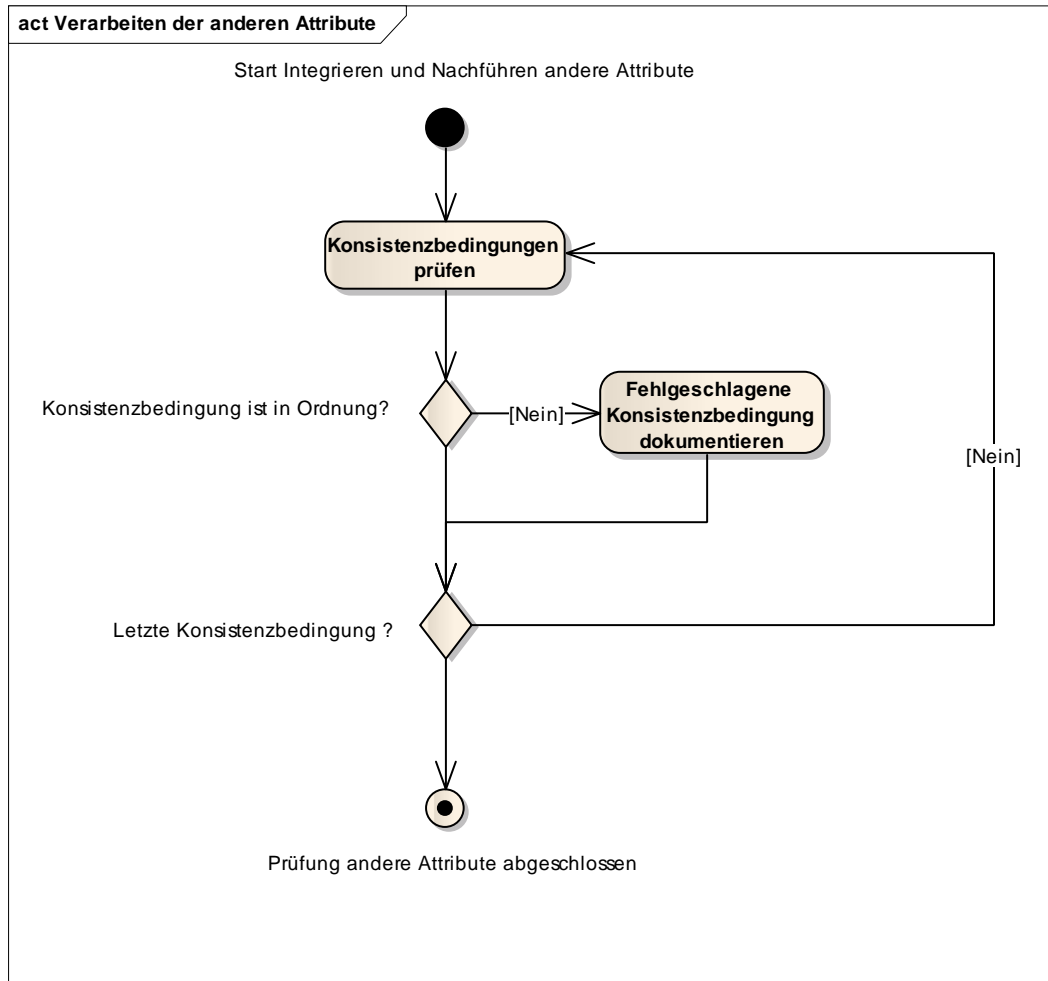 act Verarbeiten der anderen Attribute
Start Integrieren und Nachführen andere Attribute
Konsistenzbedingungen
prüfen
Konsistenzbedingung ist in Ordnung?
[Nein]
Fehlgeschlagene
Konsistenzbedingung
dokumentieren
[Nein]
Letzte Konsistenzbedingung ?
Prüfung andere Attribute abgeschlossen